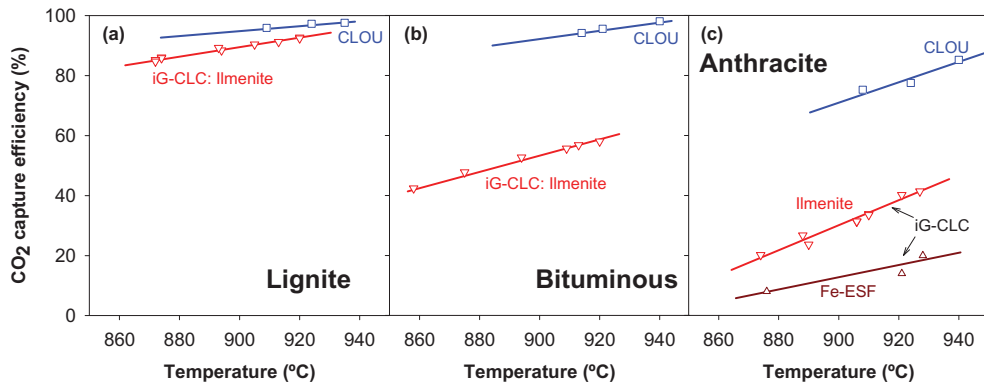 CO2 capture efficiency (%)
100
80
60
40
20
0
(a)
CLOU
iG-CLC: Ilmenite
Lignite
860 880 900 920 940
Temperature (ºC)
(b)
CLOU
iG-CLC: Ilmenite
Bituminous
860 880 900 920 940
Temperature (ºC)
(c)
CLOU
Anthracite
Ilmenite
iG-CLC
Fe-ESF
860 880 900 920 940
Temperature (ºC)